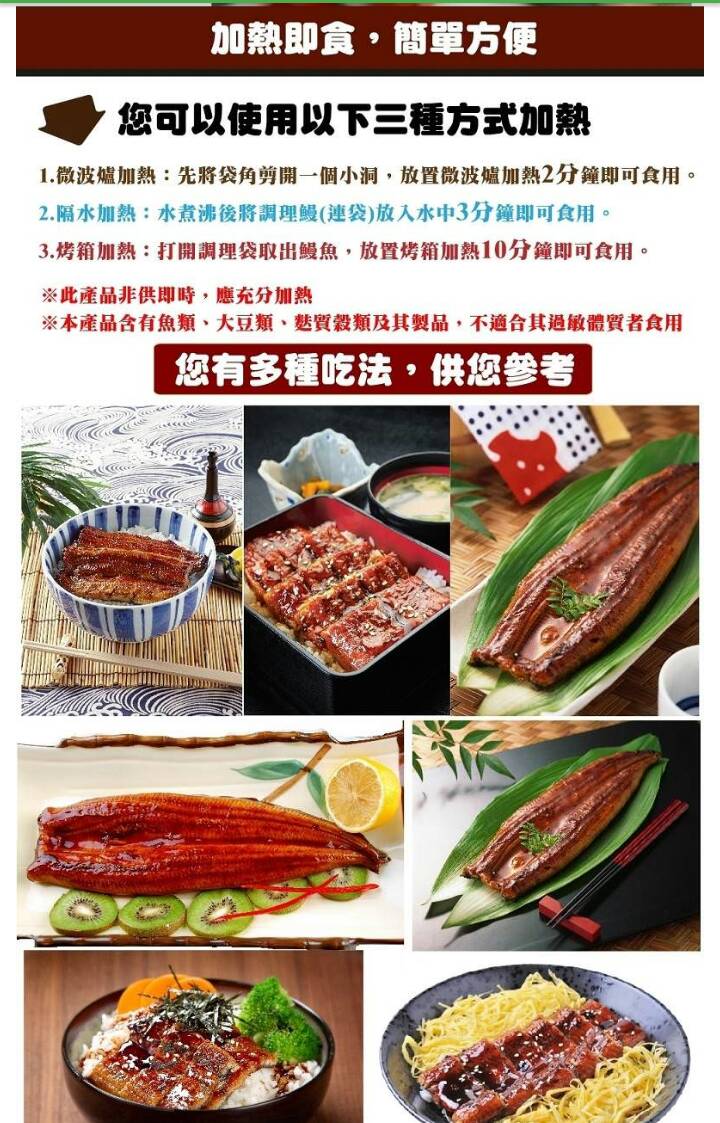 加熱即食，簡單方便
您可以使用以下三種方式加熱
1.微波爐加熱：先將袋角剪開一個小洞，放置微波爐加熱2分鐘即可食用。
2.隔水加熱：水煮沸後將調理鰻(連袋)放入水中3分鐘即可食用。
3.烤箱加熱：打開調理袋取出鰻魚，放置烤箱加熱10分鐘即可食用。
※此產品非供即時，應充分加熱
※本產品含有魚類、大豆類、麩質穀類及其製品，不適合其過敏體質者食用
您有多種吃法，供您參考